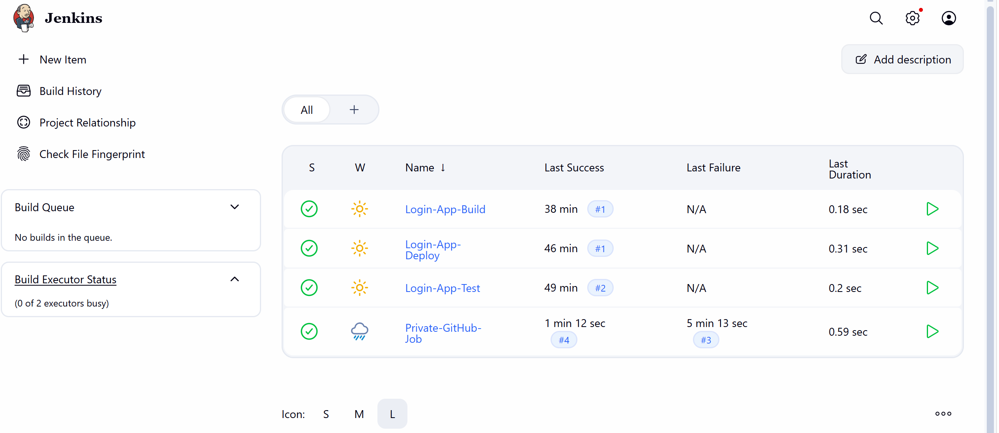 Jenkins
New Item
Build History
Project Relationship
Check File Fingerprint
Build Queue
No builds in the queue.
Build Executor Status
(0 of 2 executors busy)
Add description
All
S W Name ↓ Last Success Last Failure Last Duration
Login-App-Build 38 min #1 N/A 0.18 sec
Login-App-
Deploy 46 min #1 N/A 0.31 sec
Login-App-Test 49 min #2 N/A 0.2 sec
Private-GitHub-
Job 1 min 12 sec #4 5 min 13 sec #3 0.59 sec
Icon: S M L